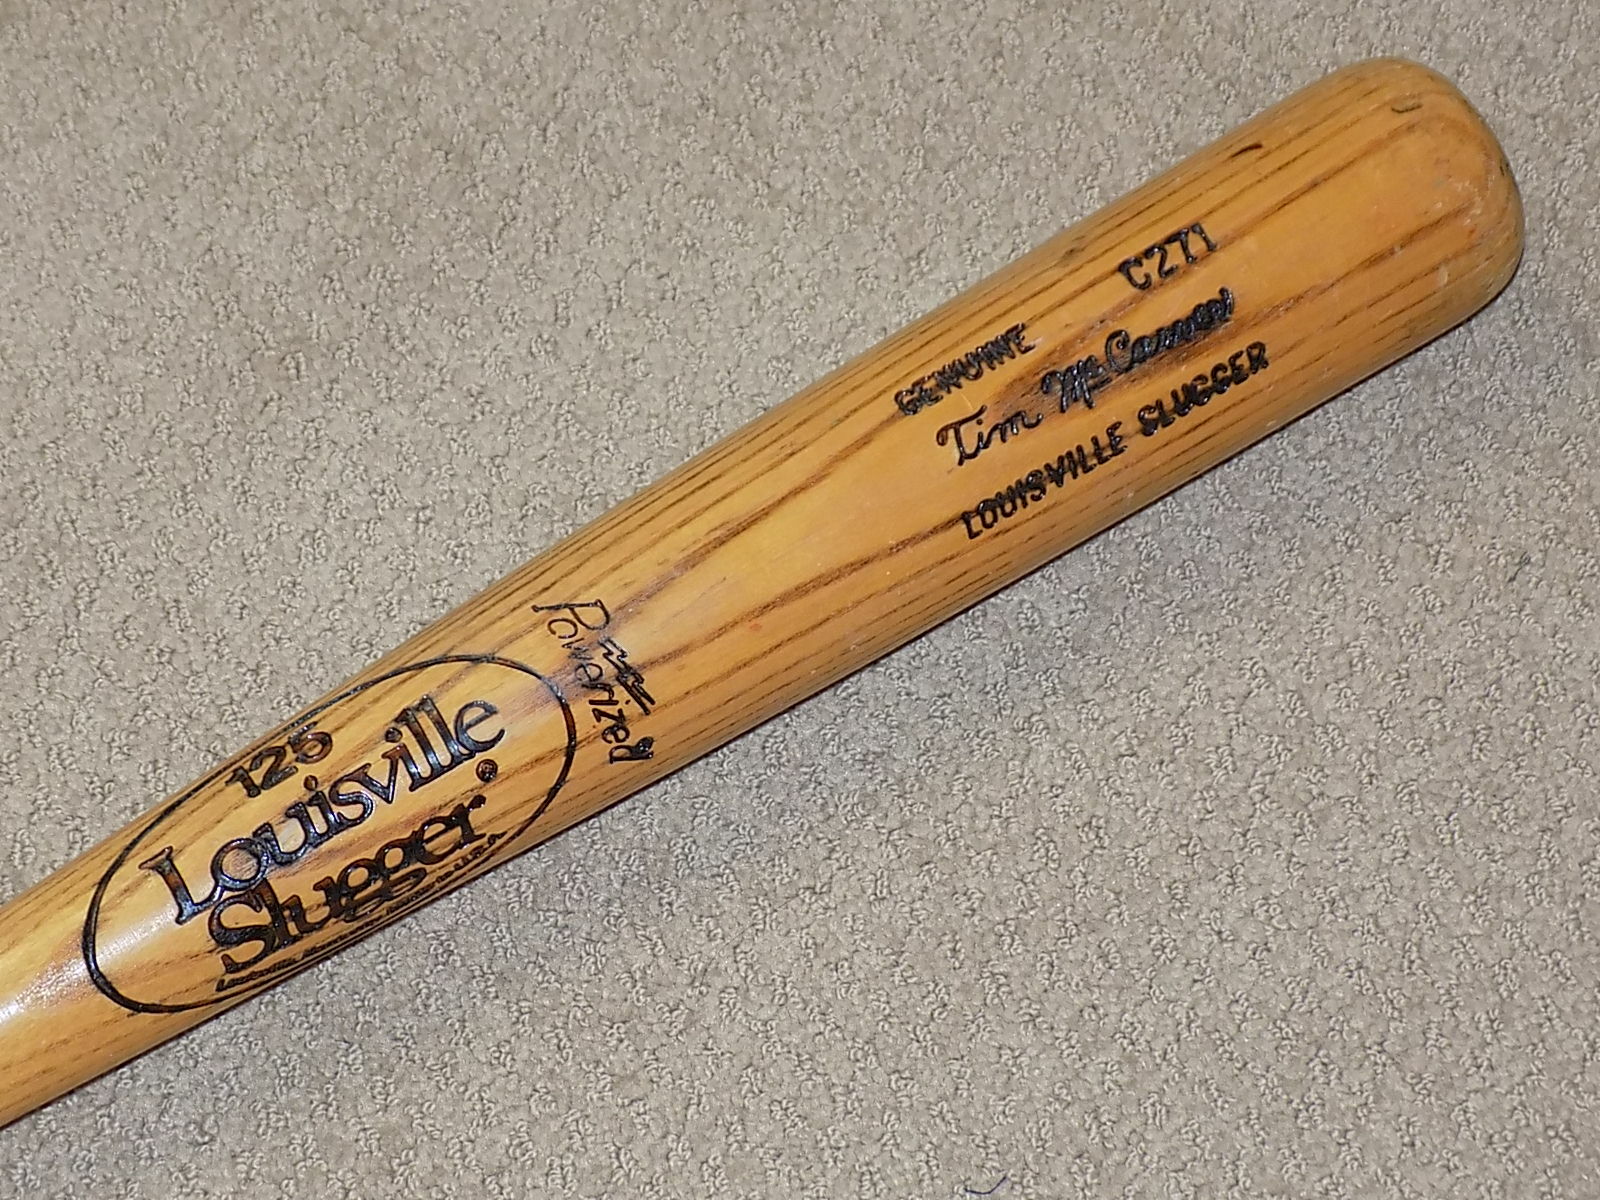 C271
GENUINE
Tim McCarver
LOUISVILLE SLUGGER
Powerized
125
Louisville
Slugger®